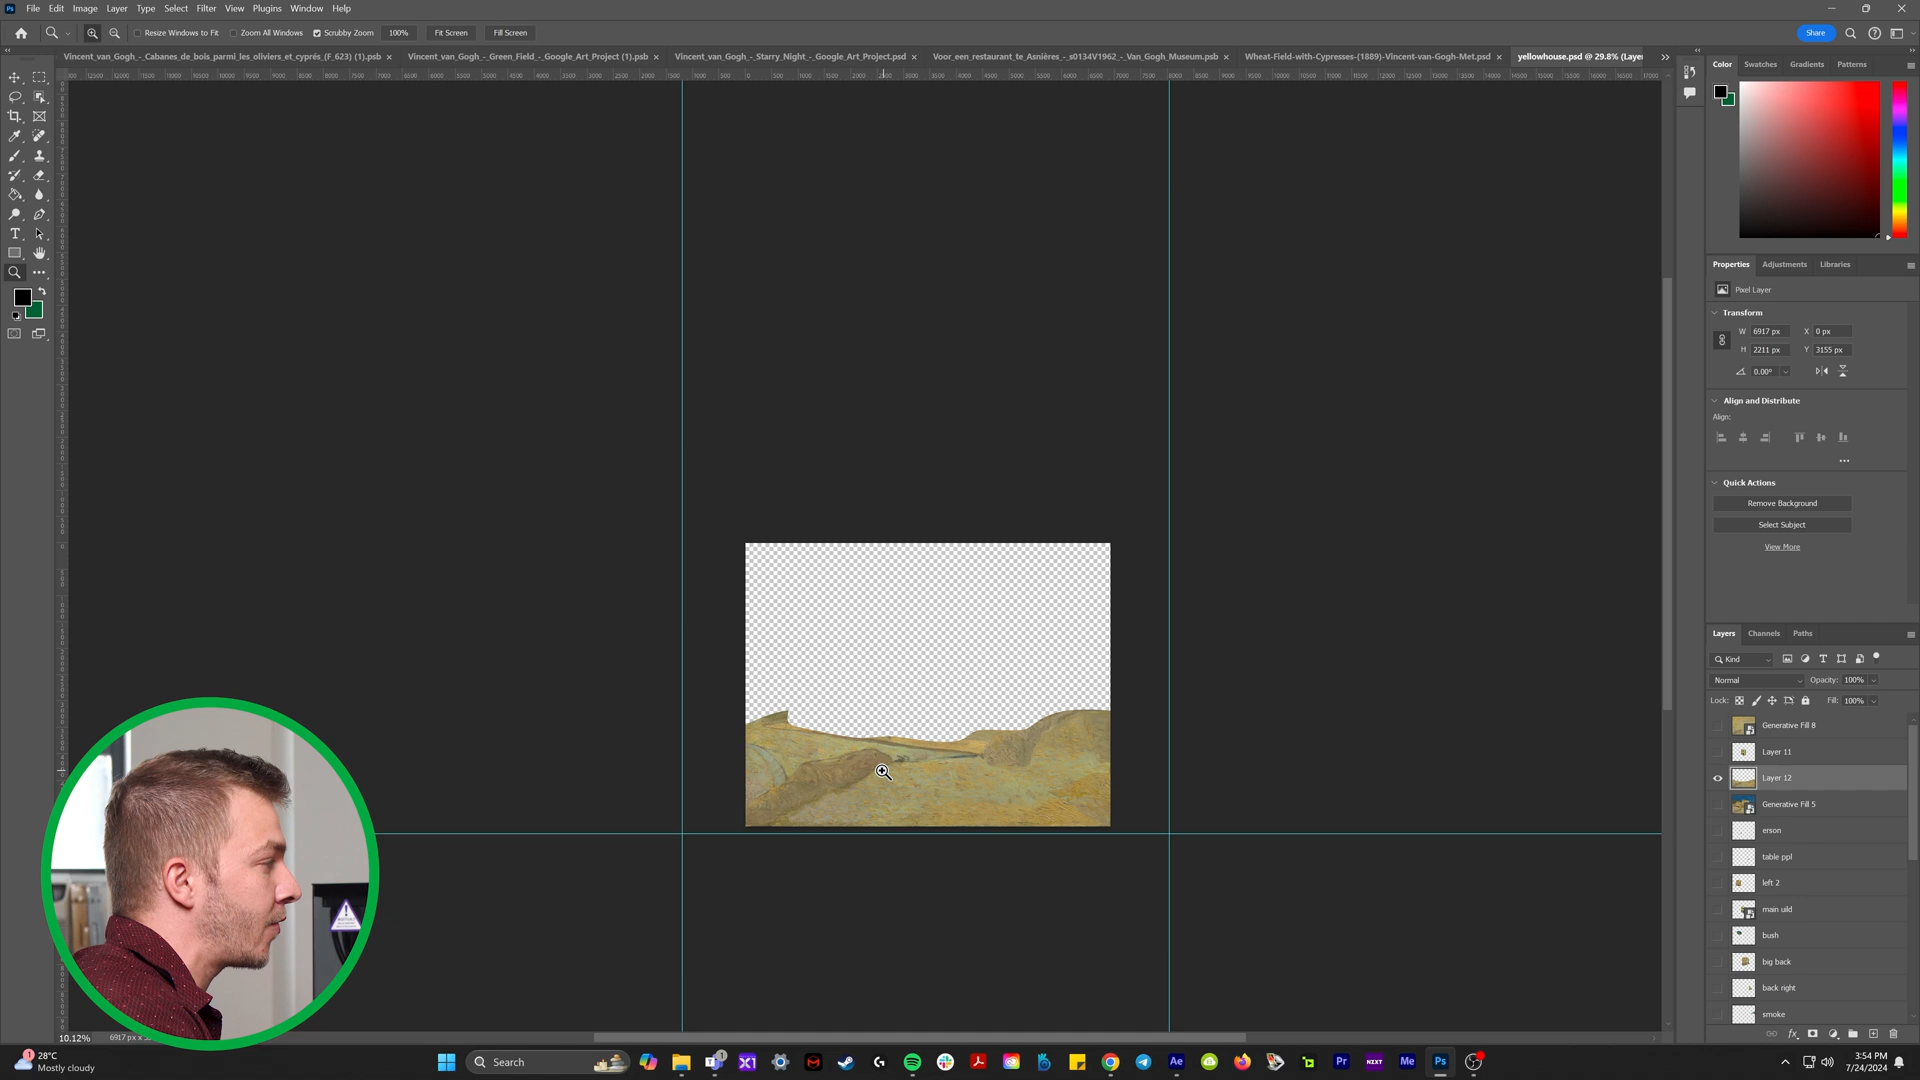 Ps File Edit Image Layer Type Select Filter View Plugins Window Help
Resize Windows to Fit Zoom All Windows Scrubby Zoom 100% Fit Screen Fill Screen Share
Vincent_van_Gogh_-_Cabanes_de_bois_parmi_les_oliviers_et_cyprés_(F_623) (1).psb × Vincent_van_Gogh_-_Green_Field_-_Google_Art_Project (1).psb × Vincent_van_Gogh_-_Starry_Night_-_Google_Art_Project.psd × Voor_een_restaurant_te_Asnières_-_s0134V1962_-_Van_Gogh_Museum.psb × Wheat-Field-with-Cypresses-(1889)-Vincent-van-Gogh-Met.psd × yellowhouse.psd @ 29.8% (Layer
Color Swatches Gradients Patterns
Properties Adjustments Libraries
Pixel Layer
Transform
W 6917 px X 0 px
H 2211 px Y 3155 px
0.00°
Align and Distribute
Align:
Quick Actions
Remove Background
Select Subject
View More
Layers Channels Paths
Kind
Normal Opacity: 100%
Lock: Fill: 100%
Generative Fill 8
Layer 11
Layer 12
Generative Fill 5
erson
table ppl
left 2
main uild
bush
big back
back right
smoke
10.12% 6917 px x
28°C
Mostly cloudy
Search
Ae Pr NEXT Me Ps
3:54 PM
7/24/2024